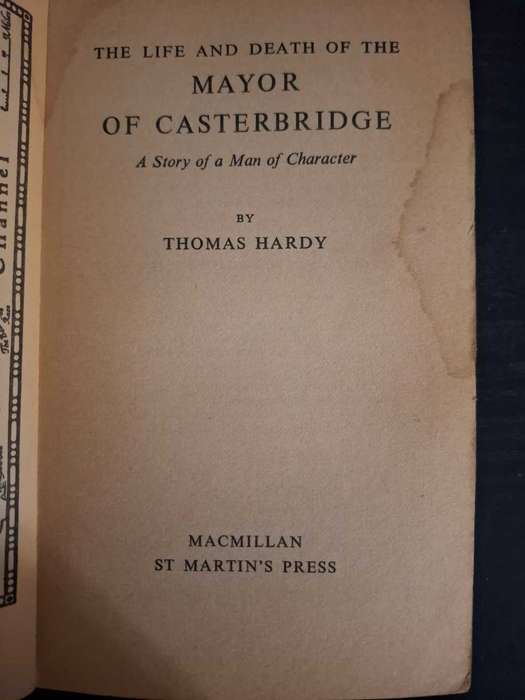 THE LIFE AND DEATH OF THE
MAYOR
OF CASTERBRIDGE
A Story of a Man of Character
BY
THOMAS HARDY
MACMILLAN
ST MARTIN'S PRESS
Channel